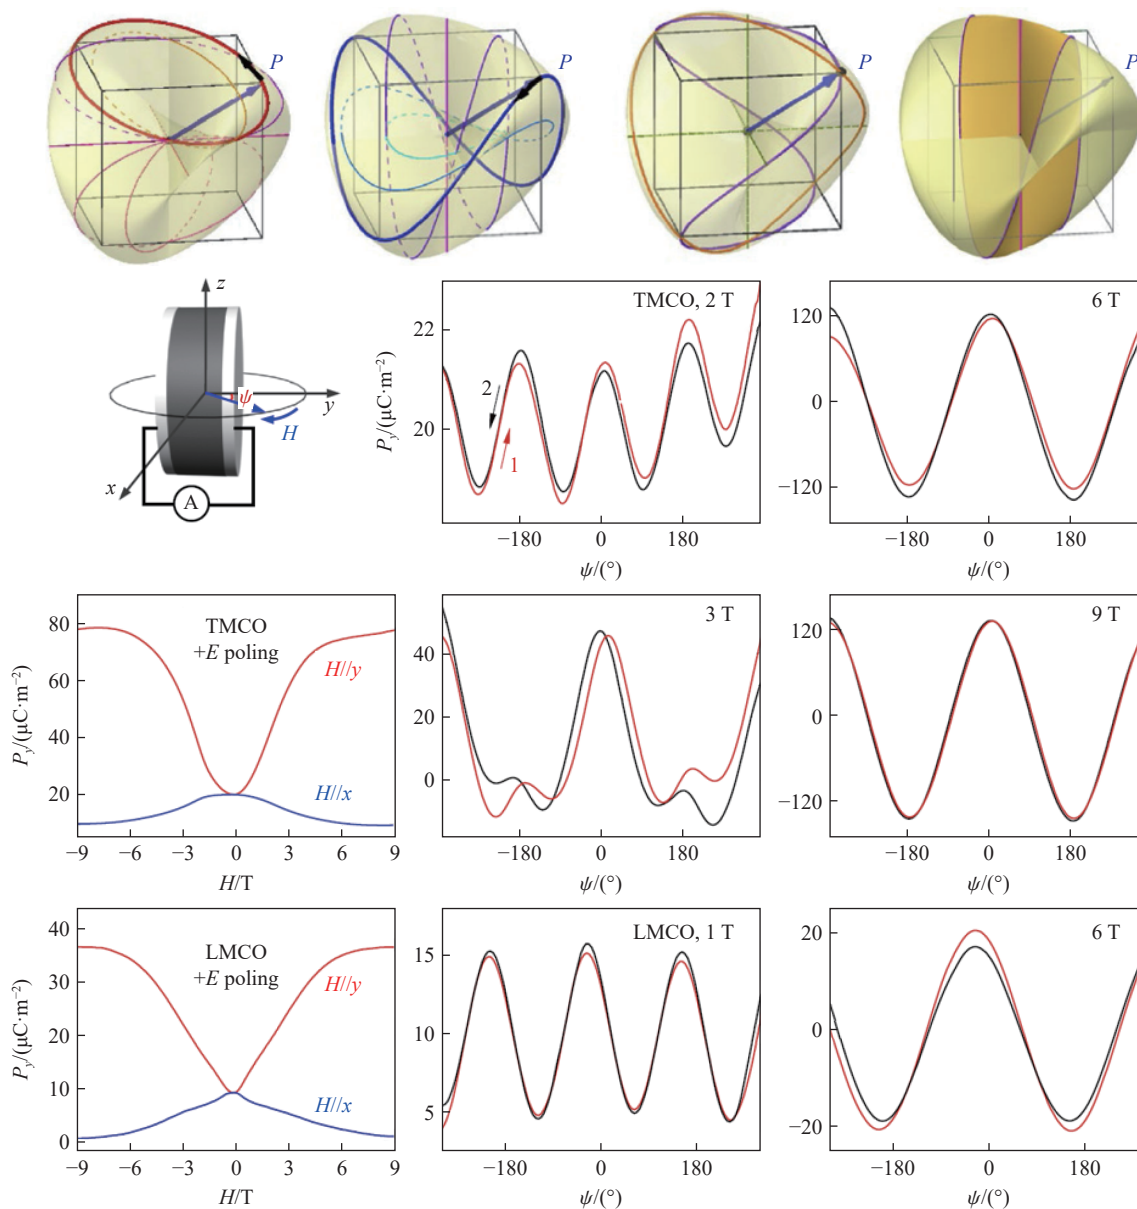 P
P
P
P
z
ψ
y
H
x
A
TMCO, 2 T
22
20
2
1
P_y/(μC·m⁻²)
−180 0 180
ψ/(°)
6 T
120
0
−120
−180 0 180
ψ/(°)
80
60
40
20
0
P_y/(μC·m⁻²)
TMCO
+E poling
H//y
H//x
−9 −6 −3 0 3 6 9
H/T
3 T
40
20
0
−180 0 180
ψ/(°)
9 T
120
0
−120
−180 0 180
ψ/(°)
40
30
20
10
0
P_y/(μC·m⁻²)
LMCO
+E poling
H//y
H//x
−9 −6 −3 0 3 6 9
H/T
LMCO, 1 T
15
10
5
−180 0 180
ψ/(°)
6 T
20
0
−20
−180 0 180
ψ/(°)